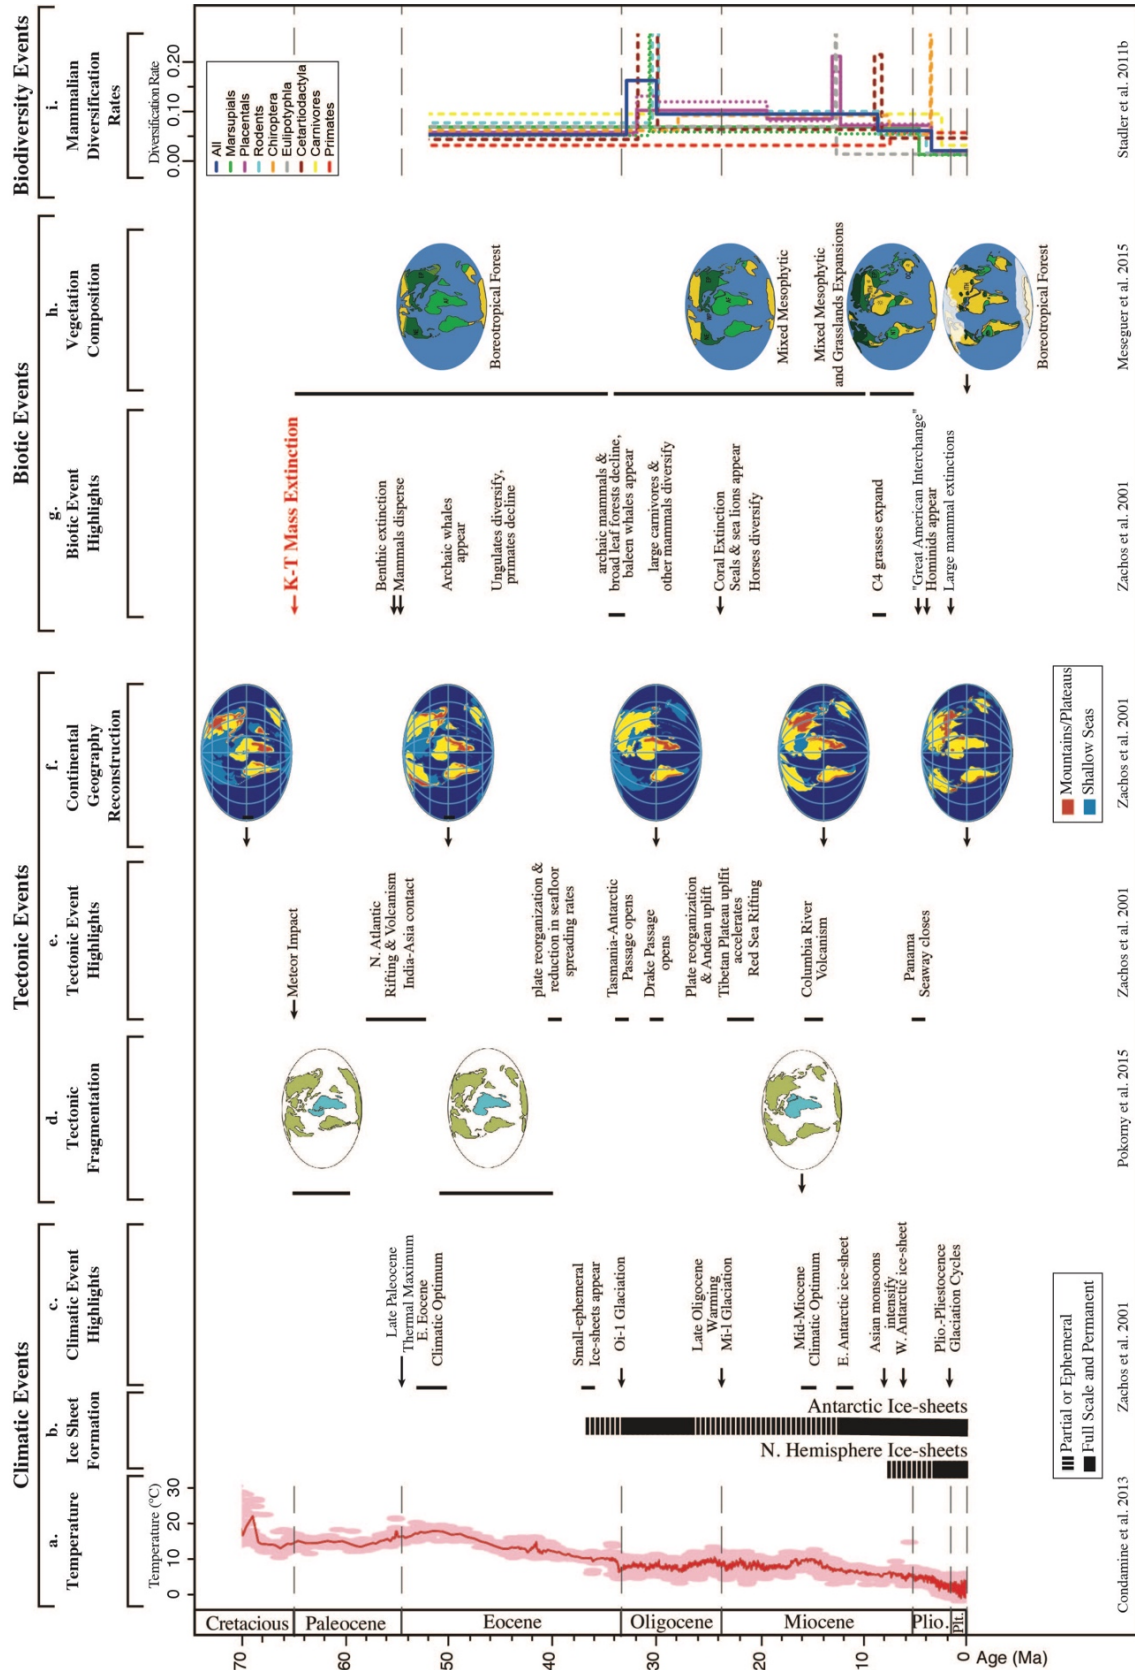 Climatic Events
Tectonic Events
Biotic Events
Biodiversity Events
a.
Temperature
b.
Ice Sheet
Formation
c.
Climatic Event
Highlights
d.
Tectonic
Fragmentation
e.
Tectonic Event
Highlights
f.
Continental
Geography
Reconstruction
g.
Biotic Event
Highlights
h.
Vegetation
Composition
i.
Mammalian
Diversification
Rates
Temperature (°C)
0
10
20
30
Cretacious
Paleocene
Eocene
Oligocene
Miocene
Plio.
Plt.
70
60
50
40
30
20
10
0
Age (Ma)
Antarctic Ice-sheets
N. Hemisphere Ice-sheets
Partial or Ephemeral
Full Scale and Permanent
Late Paleocene
Thermal Maximum
E. Eocene
Climatic Optimum
Small-ephemeral
Ice-sheets appear
Oi-1 Glaciation
Late Oligocene
Warming
Mi-1 Glaciation
Mid-Miocene
Climatic Optimum
E. Antarctic ice-sheet
Asian monsoons
intensify
W. Antarctic ice-sheet
Plio.-Pliestocence
Glaciation Cycles
Meteor Impact
N. Atlantic
Rifting & Volcanism
India-Asia contact
plate reorganization &
reduction in seafloor
spreading rates
Tasmania-Antarctic
Passage opens
Drake Passage
opens
Plate reorganization
& Andean uplift
Tibetan Plateau uplfit
accelerates
Red Sea Rifting
Columbia River
Volcanism
Panama
Seaway closes
Mountains/Plateaus
Shallow Seas
K-T Mass Extinction
Benthic extinction
Mammals disperse
Archaic whales
appear
Ungulates diversify,
primates decline
archaic mammals &
broad leaf forests decline,
baleen whales appear
large carnivores &
other mammals diversify
Coral Extinction
Seals & sea lions appear
Horses diversify
C4 grasses expand
"Great American Interchange"
Hominids appear
Large mammal extinctions
Boreotropical Forest
Mixed Mesophytic
Mixed Mesophytic
and Grasslands Expansions
Boreotropical Forest
Diversification Rate
0.00
0.10
0.20
All
Marsupials
Placentals
Rodents
Chiroptera
Eulipotyphla
Cetartiodactyla
Carnivores
Primates
Condamine et al. 2013
Zachos et al. 2001
Pokorny et al. 2015
Zachos et al. 2001
Zachos et al. 2001
Zachos et al. 2001
Meseguer et al. 2015
Stadler et al. 2011b